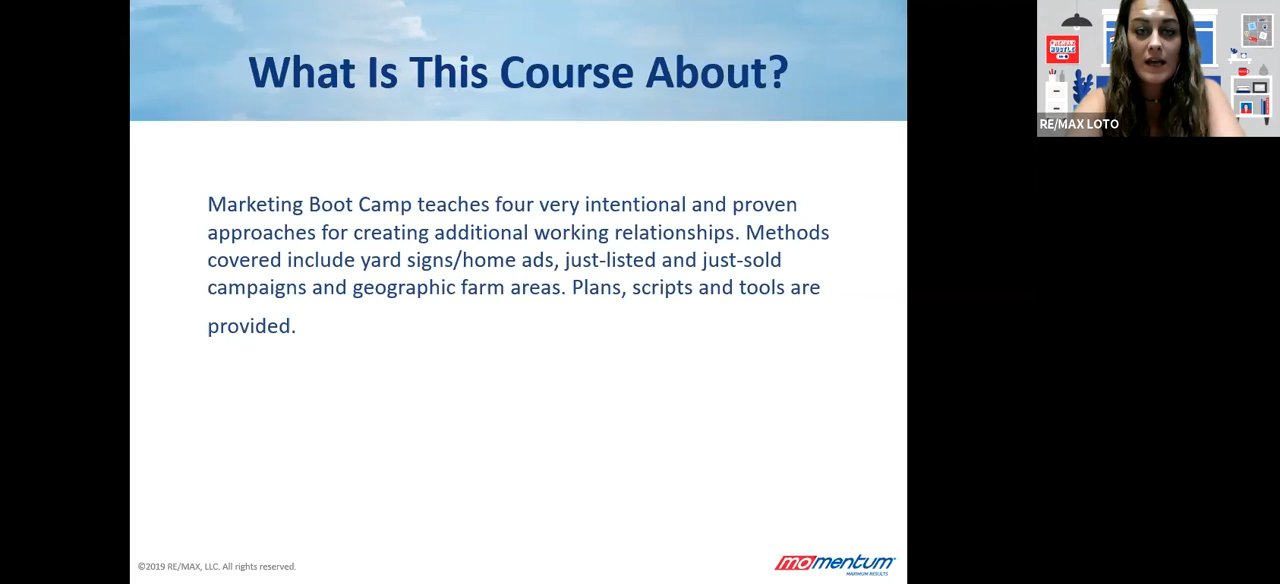 What Is This Course About?
Marketing Boot Camp teaches four very intentional and proven
approaches for creating additional working relationships. Methods
covered include yard signs/home ads, just-listed and just-sold
campaigns and geographic farm areas. Plans, scripts and tools are
provided.
©2019 RE/MAX, LLC. All rights reserved.
momentum
MAXIMUM RESULTS
RE/MAX LOTO